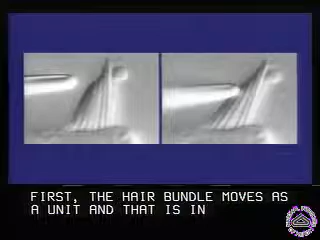 FIRST, THE HAIR BUNDLE MOVES AS
A UNIT AND THAT IS IN